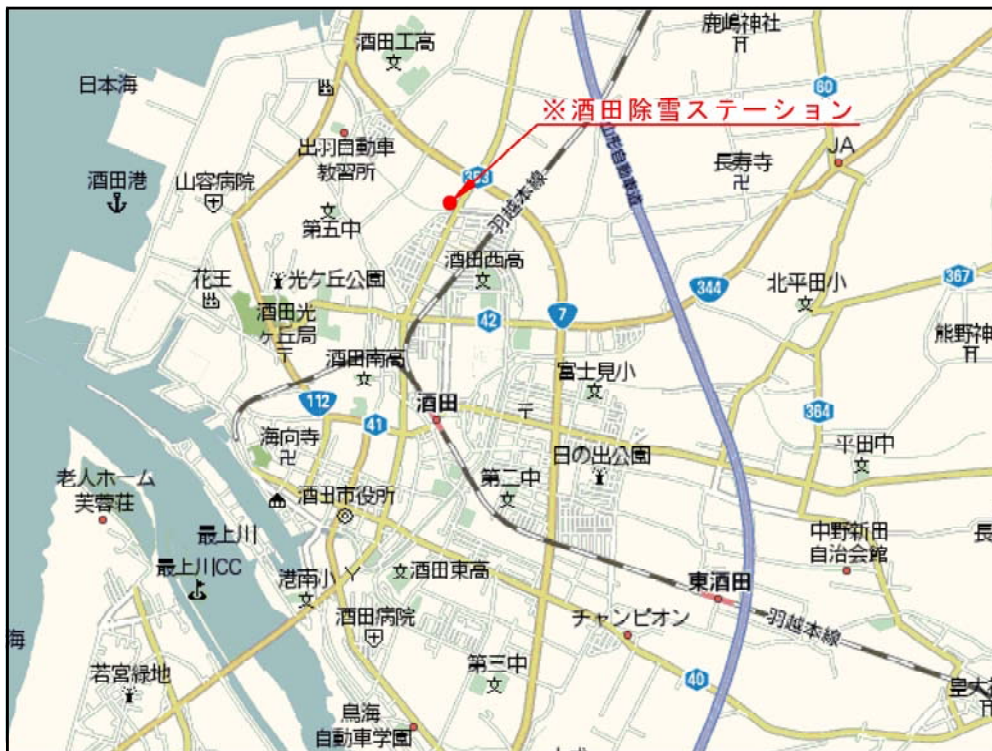 鹿嶋神社
酒田工高
日本海
60
※酒田除雪ステーション
出羽自動車
教習所
山形自動車道
長寿寺
JA
酒田港
山容病院
353
第五中
羽越本線
酒田西高
花王
光ケ丘公園
344
北平田小
367
酒田光
ケ丘局
42
7
熊野神
酒田南高
富士見小
112
41
酒田
364
海向寺
日の出公園
平田中
老人ホーム
芙蓉荘
酒田市役所
第二中
最上川
中野新田
自治会館
長
最上川CC
港南小
酒田東高
東酒田
酒田病院
チャンピオン
羽越本線
海
若宮緑地
第三中
40
皇大
鳥海
自動車学園